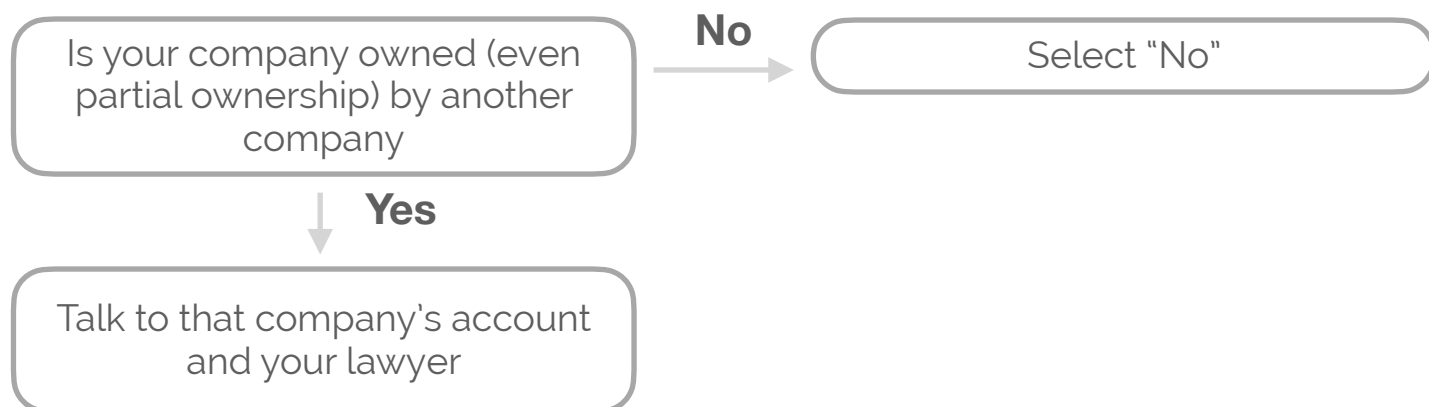 Is your company owned (even
partial ownership) by another
company
No
Select “No”
Yes
Talk to that company's account
and your lawyer